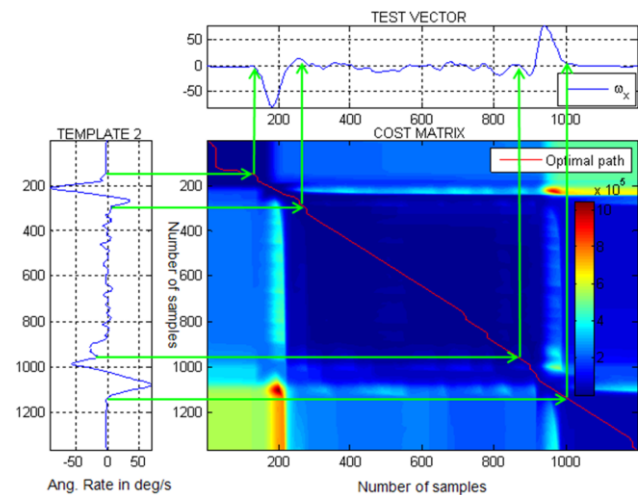 TEST VECTOR
50
0
-50
ω_x
200 400 600 800 1000
TEMPLATE 2
COST MATRIX
Optimal path
x 10^5
200
400
600
800
1000
1200
Number of samples
10
8
6
4
2
-50 0 50
200 400 600 800 1000
Ang. Rate in deg/s
Number of samples